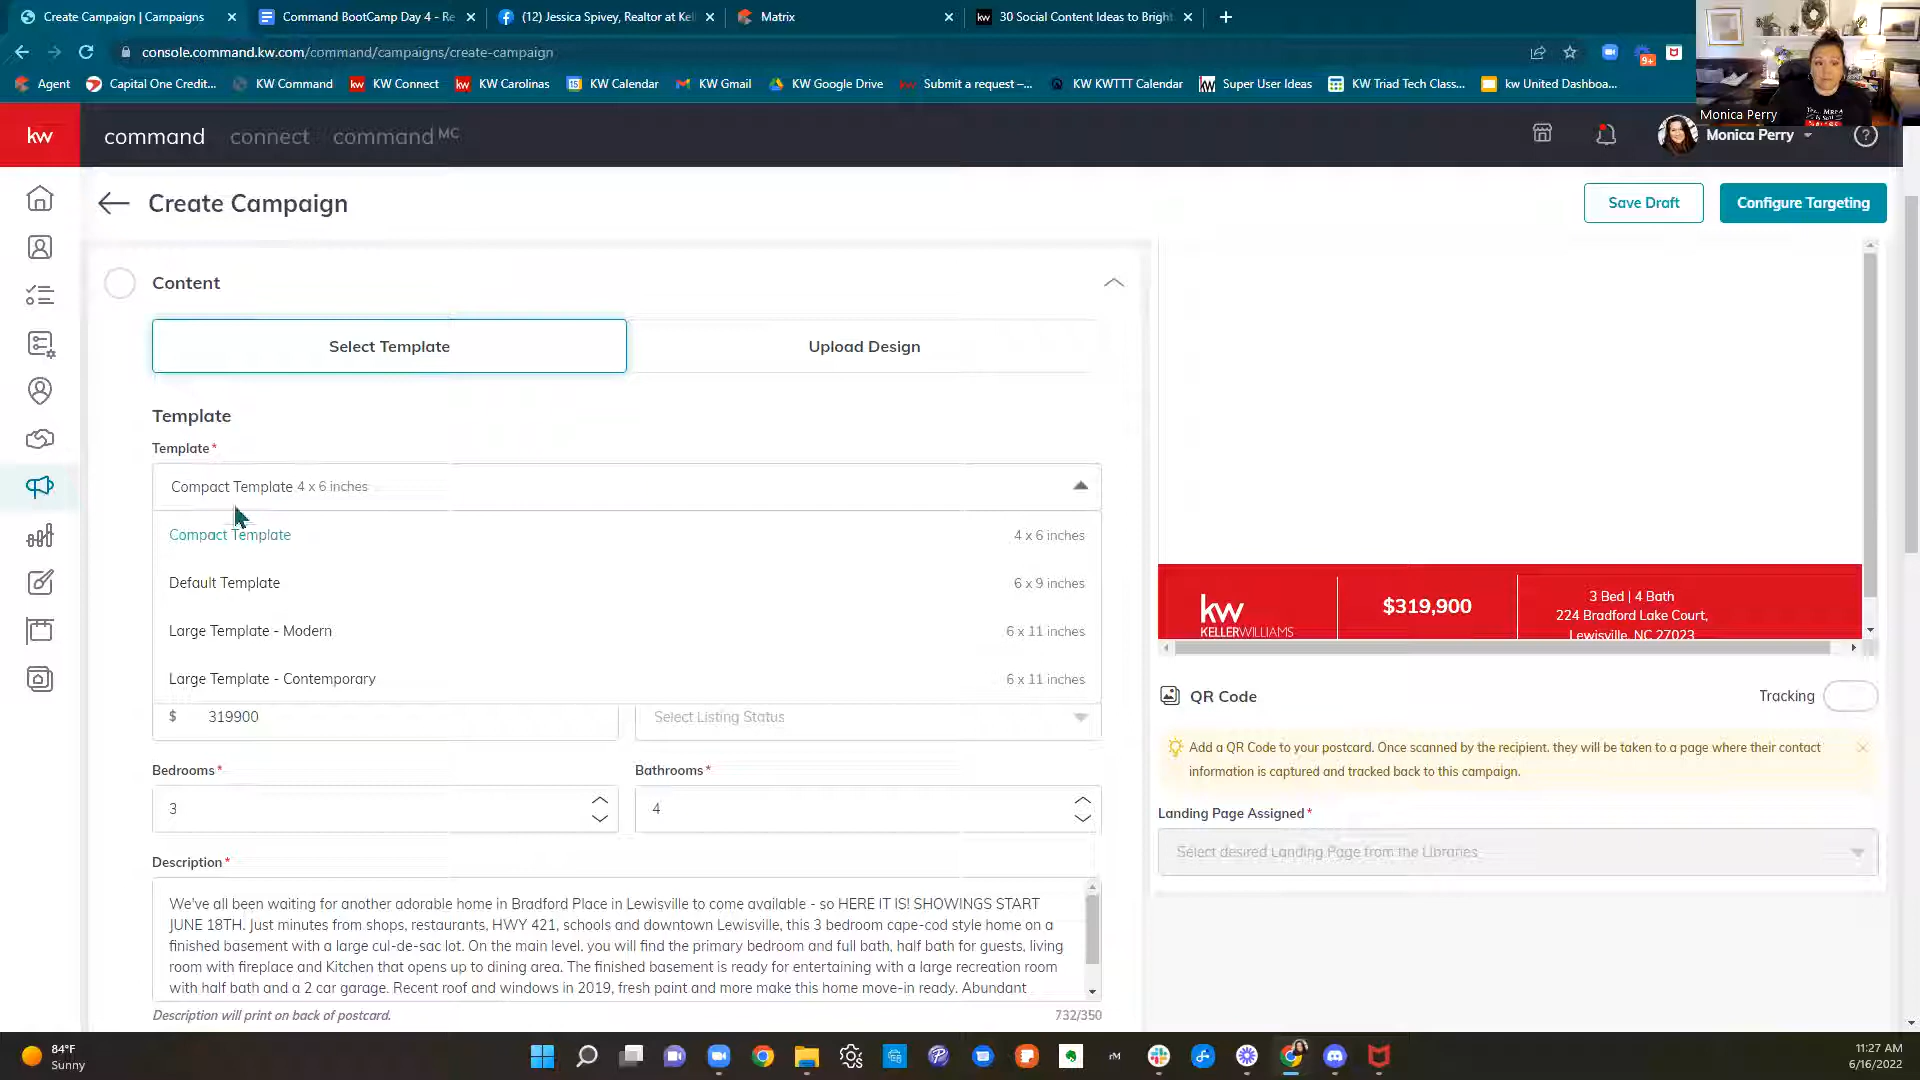 Create Campaign | Campaigns
Command BootCamp Day 4 - Re
(12) Jessica Spivey, Realtor at Kel
Matrix
kw 30 Social Content Ideas to Bright
console.command.kw.com/command/campaigns/create-campaign
9+
Agent
Capital One Credit...
KW Command
kw KW Connect
kw KW Carolinas
KW Calendar
KW Gmail
KW Google Drive
Submit a request –...
KW KWTTT Calendar
Super User Ideas
KW Triad Tech Class...
kw United Dashboa...
Monica Perry
kw
command
connect
command MC
Monica Perry
?
Create Campaign
Save Draft
Configure Targeting
Content
Select Template
Upload Design
Template
Template*
Compact Template 4 x 6 inches
Compact Template
4 x 6 inches
Default Template
6 x 9 inches
Large Template - Modern
6 x 11 inches
Large Template - Contemporary
6 x 11 inches
$ 319900
Select Listing Status
Bedrooms*
Bathrooms*
3
4
Description*
We've all been waiting for another adorable home in Bradford Place in Lewisville to come available - so HERE IT IS! SHOWINGS START
JUNE 18TH. Just minutes from shops, restaurants, HWY 421, schools and downtown Lewisville, this 3 bedroom cape-cod style home on a
finished basement with a large cul-de-sac lot. On the main level, you will find the primary bedroom and full bath, half bath for guests, living
room with fireplace and Kitchen that opens up to dining area. The finished basement is ready for entertaining with a large recreation room
with half bath and a 2 car garage. Recent roof and windows in 2019, fresh paint and more make this home move-in ready. Abundant
Description will print on back of postcard.
732/350
kw
KELLERWILLIAMS
$319,900
3 Bed | 4 Bath
224 Bradford Lake Court,
Lewisville, NC 27023
QR Code
Tracking
Add a QR Code to your postcard. Once scanned by the recipient, they will be taken to a page where their contact
information is captured and tracked back to this campaign.
Landing Page Assigned*
Select desired Landing Page from the Libraries
84°F
Sunny
rM
11:27 AM
6/16/2022